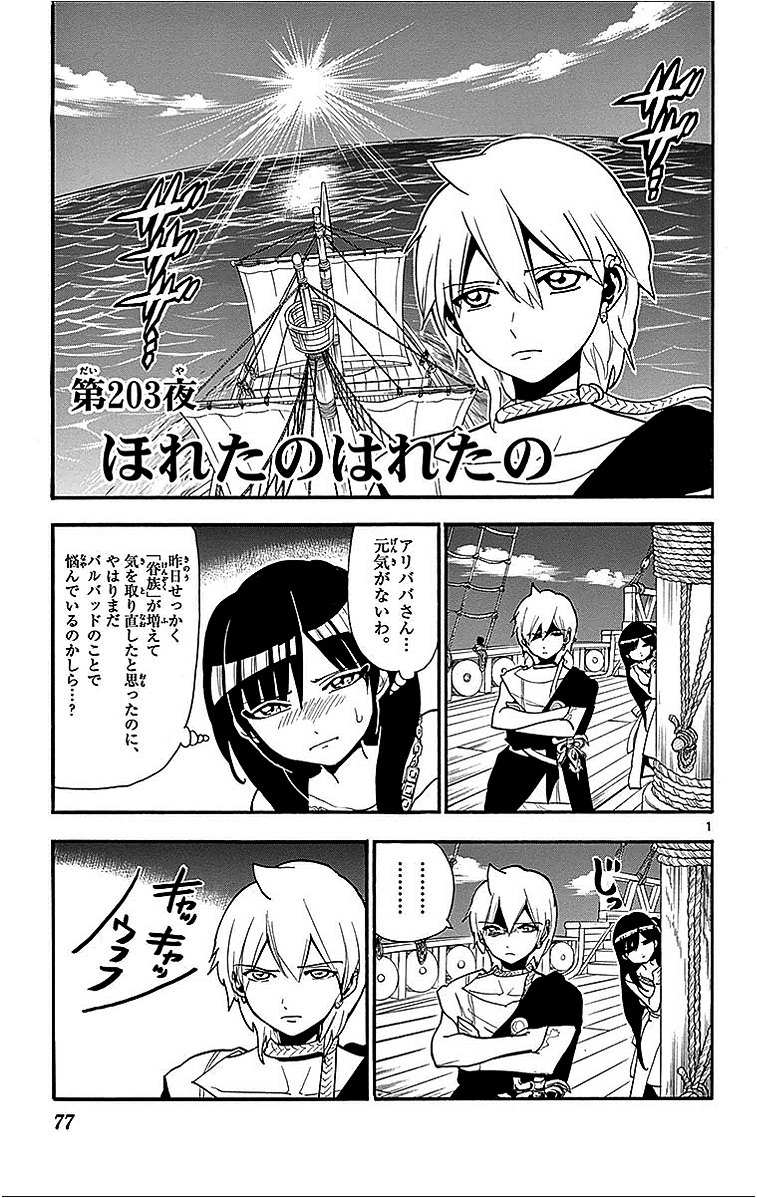 ザザ…ン
ザザザ…ン
第203夜
ほれたのはれたの
アリババさん…
元気がないわ。
昨日せっかく
「眷族」が増えて
気を取り直したと思ったのに、
やはりまだ
バルバッドのことで
悩んでいるのかしら…?
1
じっ
…………
キャッ
キャッ
ウフフ
77